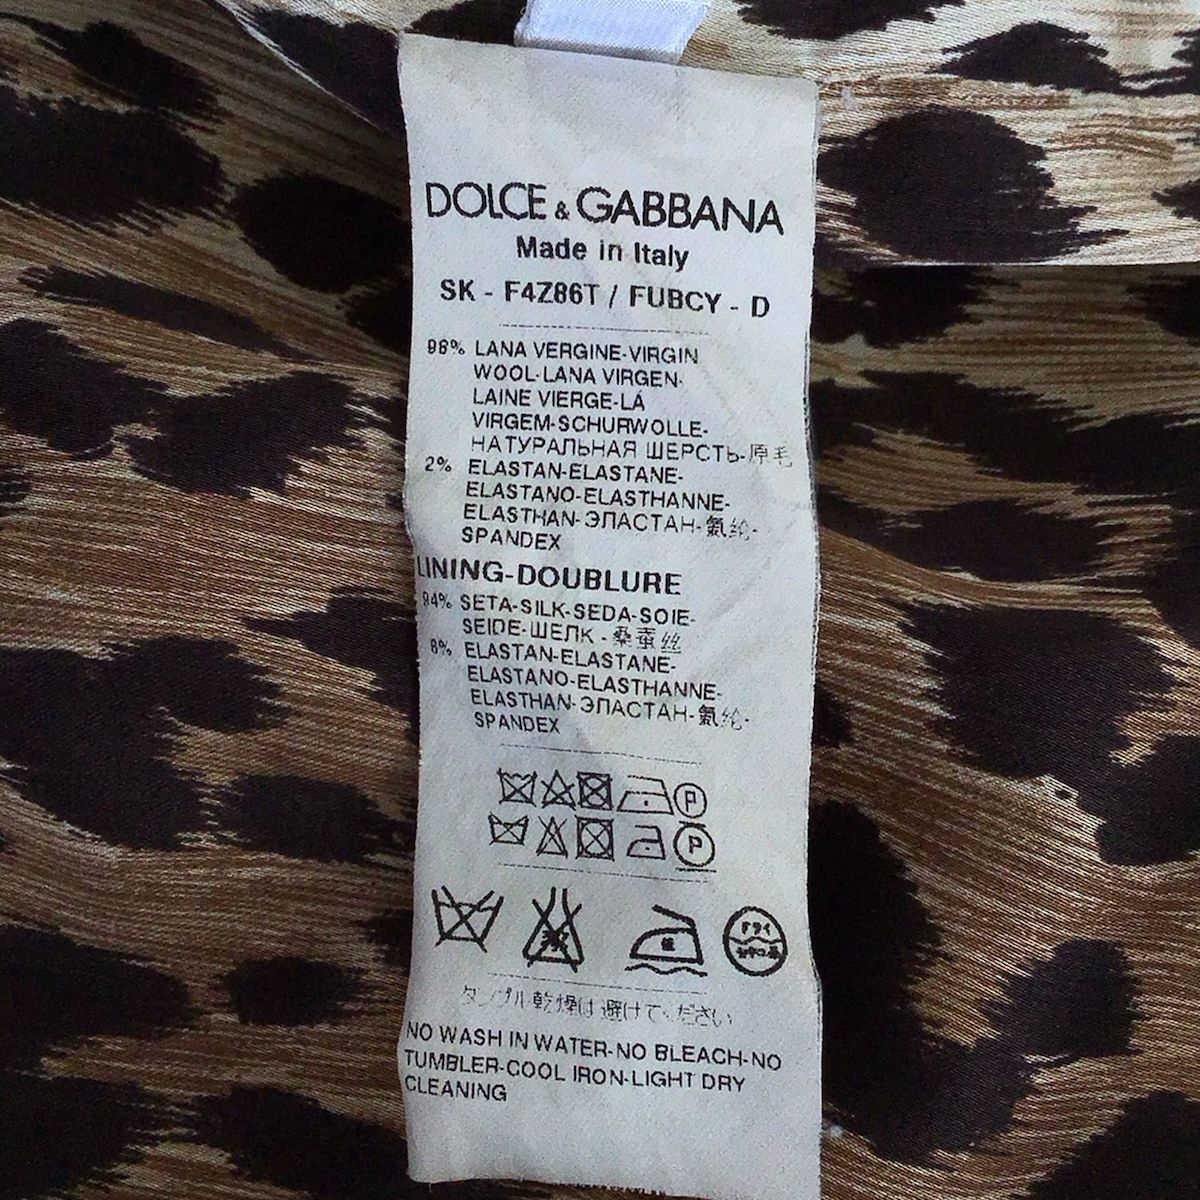 DOLCE & GABBANA
Made in Italy
SK - F4Z86T / FUBCY - D
98% LANA VERGINE-VIRGIN
WOOL-LANA VIRGEN-
LAINE VIERGE-LÁ
VIRGEM-SCHURWOLLE-
НАТУРАЛЬНАЯ ШЕРСТЬ-原毛
2% ELASTAN-ELASTANE-
ELASTANO-ELASTHANNE-
ELASTHAN-ЭЛАСТАН-氨纶-
SPANDEX
LINING-DOUBLURE
94% SETA-SILK-SEDA-SOIE-
SEIDE-ШЕЛК - 桑蚕丝
6% ELASTAN-ELASTANE-
ELASTANO-ELASTHANNE-
ELASTHAN-ЭЛАСТАН-氨纶-
SPANDEX
P
P
ドライ
タンブル乾燥は避けてください
NO WASH IN WATER-NO BLEACH-NO
TUMBLER-COOL IRON-LIGHT DRY
CLEANING